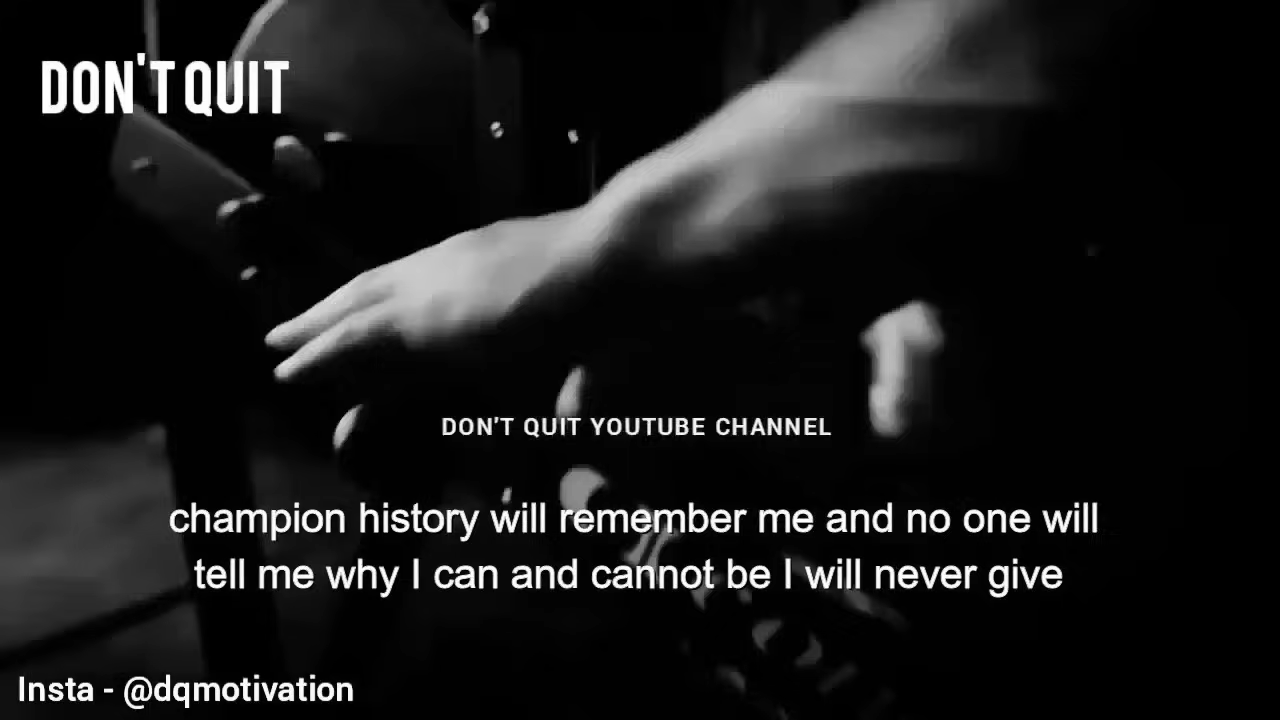 DON'T QUIT
DON'T QUIT YOUTUBE CHANNEL
champion history will remember me and no one will
tell me why I can and cannot be I will never give
Insta - @dqmotivation